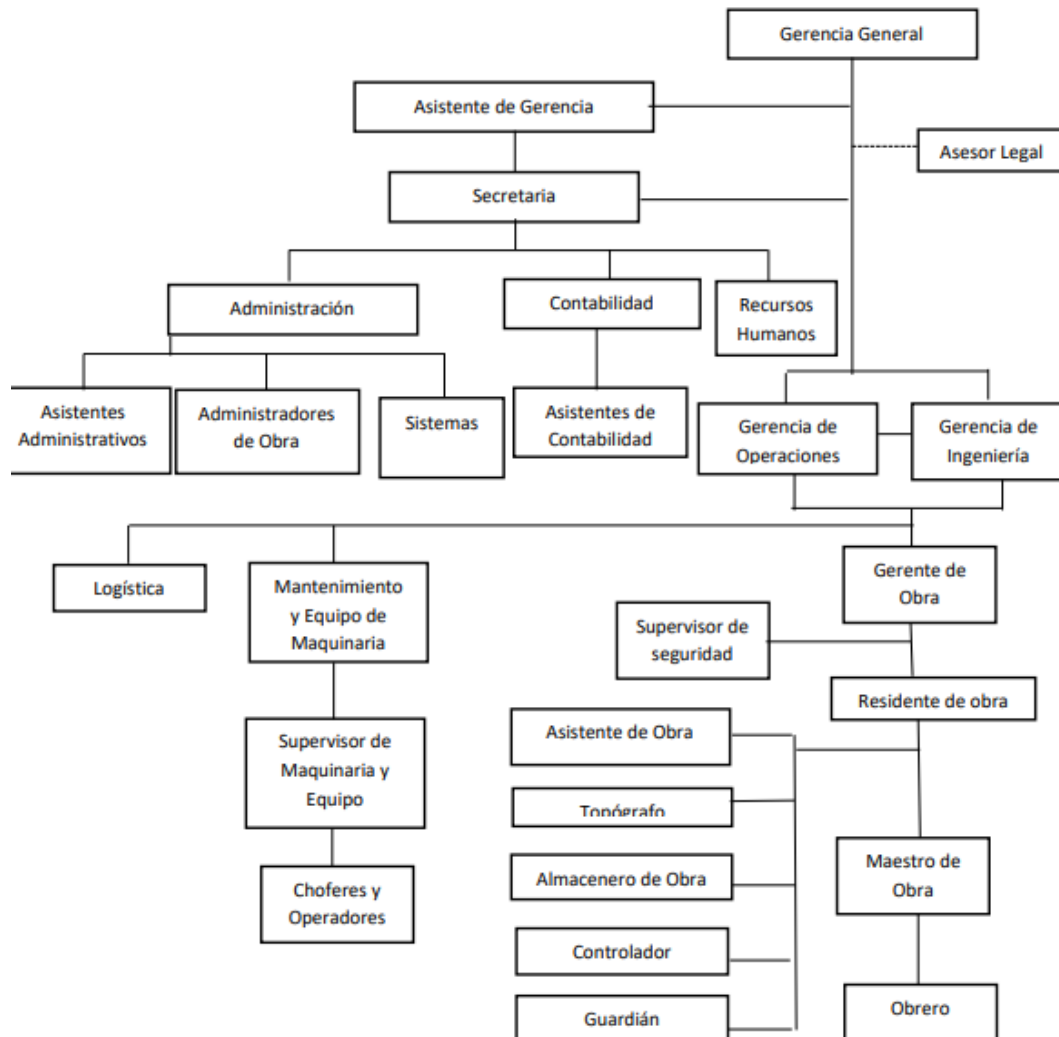 Gerencia General
Asistente de Gerencia
Asesor Legal
Secretaria
Administración
Contabilidad
Recursos
Humanos
Asistentes
Administrativos
Administradores
de Obra
Sistemas
Asistentes de
Contabilidad
Gerencia de
Operaciones
Gerencia de
Ingeniería
Logística
Mantenimiento
y Equipo de
Maquinaria
Gerente de
Obra
Supervisor de
seguridad
Residente de obra
Supervisor de
Maquinaria y
Equipo
Asistente de Obra
Topógrafo
Almacenero de Obra
Maestro de
Obra
Choferes y
Operadores
Controlador
Guardián
Obrero